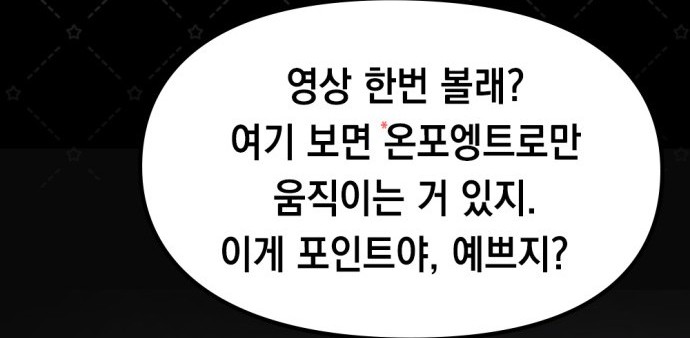 영상 한번 볼래?
여기 보면 *온포엥트로만
움직이는 거 있지.
이게 포인트야, 예쁘지?